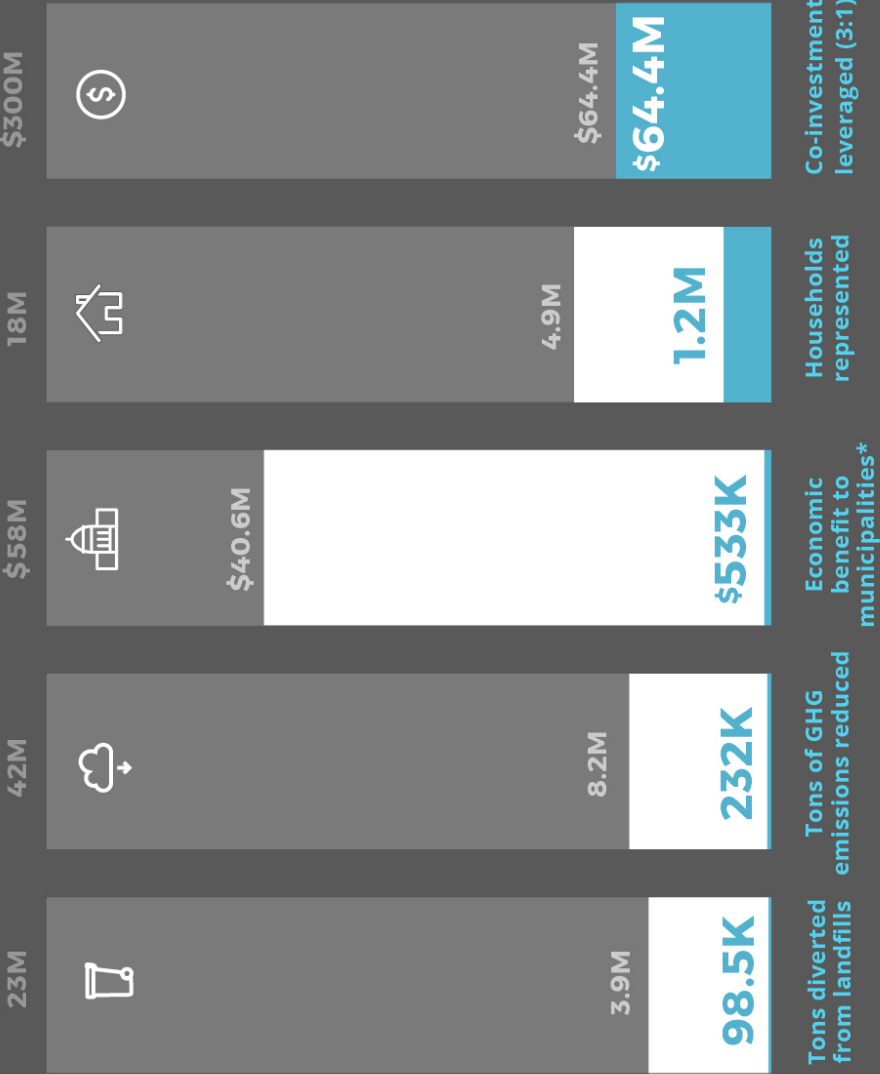 23M
3.9M
98.5K
Tons diverted
from landfills
42M
8.2M
232K
Tons of GHG
emissions reduced
$58M
$40.6M
$533K
Economic
benefit to
municipalities*
18M
4.9M
1.2M
Households
represented
$300M
$64.4M
$64.4M
Co-investment
leveraged (3:1)